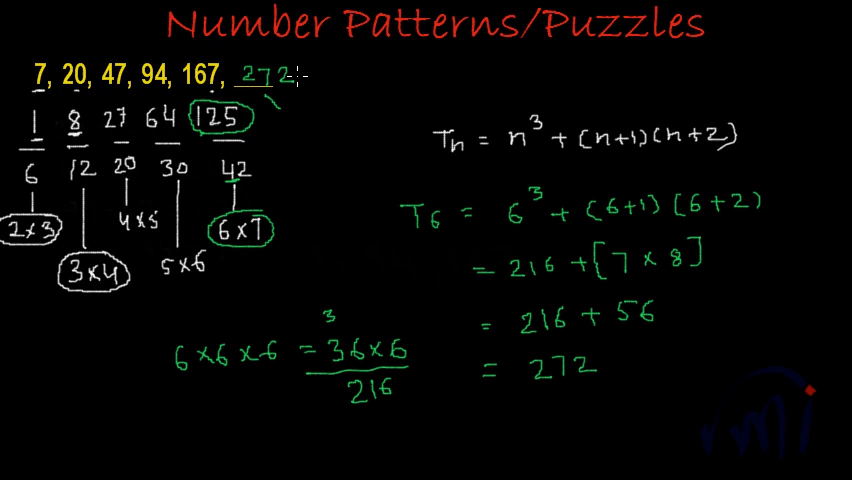 Number Patterns/Puzzles
7, 20, 47, 94, 167, 272
1 8 27 64 125
6 12 20 30 42
2×3 4×5 6×7
3×4 5×6
Tn = n³ + (n+1)(n+2)
T6 = 6³ + (6+1)(6+2)
= 216 + [7 × 8]
= 216 + 56
= 272
3
6 × 6 × 6 = 36×6
216
vmi